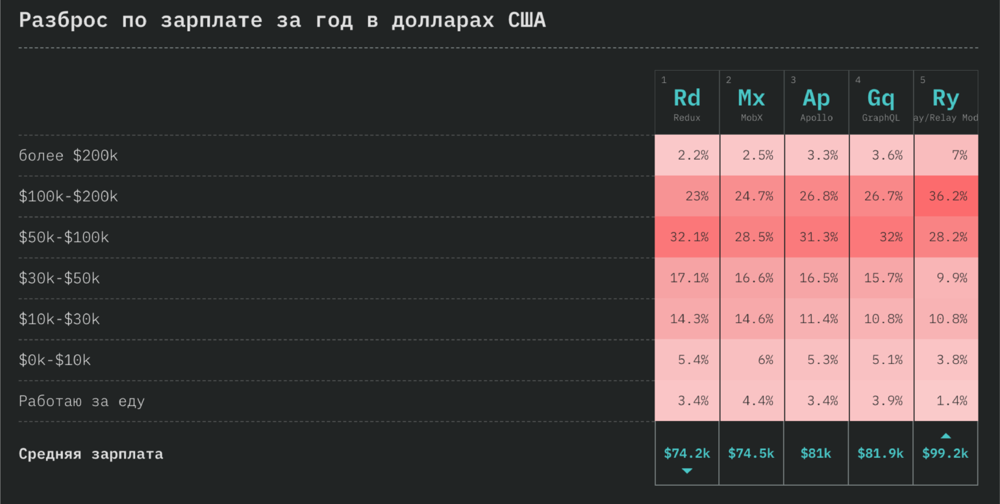 Разброс по зарплате за год в долларах США
1 2 3 4 5
Rd Mx Ap Gq Ry
Redux MobX Apollo GraphQL ay/Relay Mod
более $200k 2.2% 2.5% 3.3% 3.6% 7%
$100k-$200k 23% 24.7% 26.8% 26.7% 36.2%
$50k-$100k 32.1% 28.5% 31.3% 32% 28.2%
$30k-$50k 17.1% 16.6% 16.5% 15.7% 9.9%
$10k-$30k 14.3% 14.6% 11.4% 10.8% 10.8%
$0k-$10k 5.4% 6% 5.3% 5.1% 3.8%
Работаю за еду 3.4% 4.4% 3.4% 3.9% 1.4%
Средняя зарплата $74.2k $74.5k $81k $81.9k $99.2k